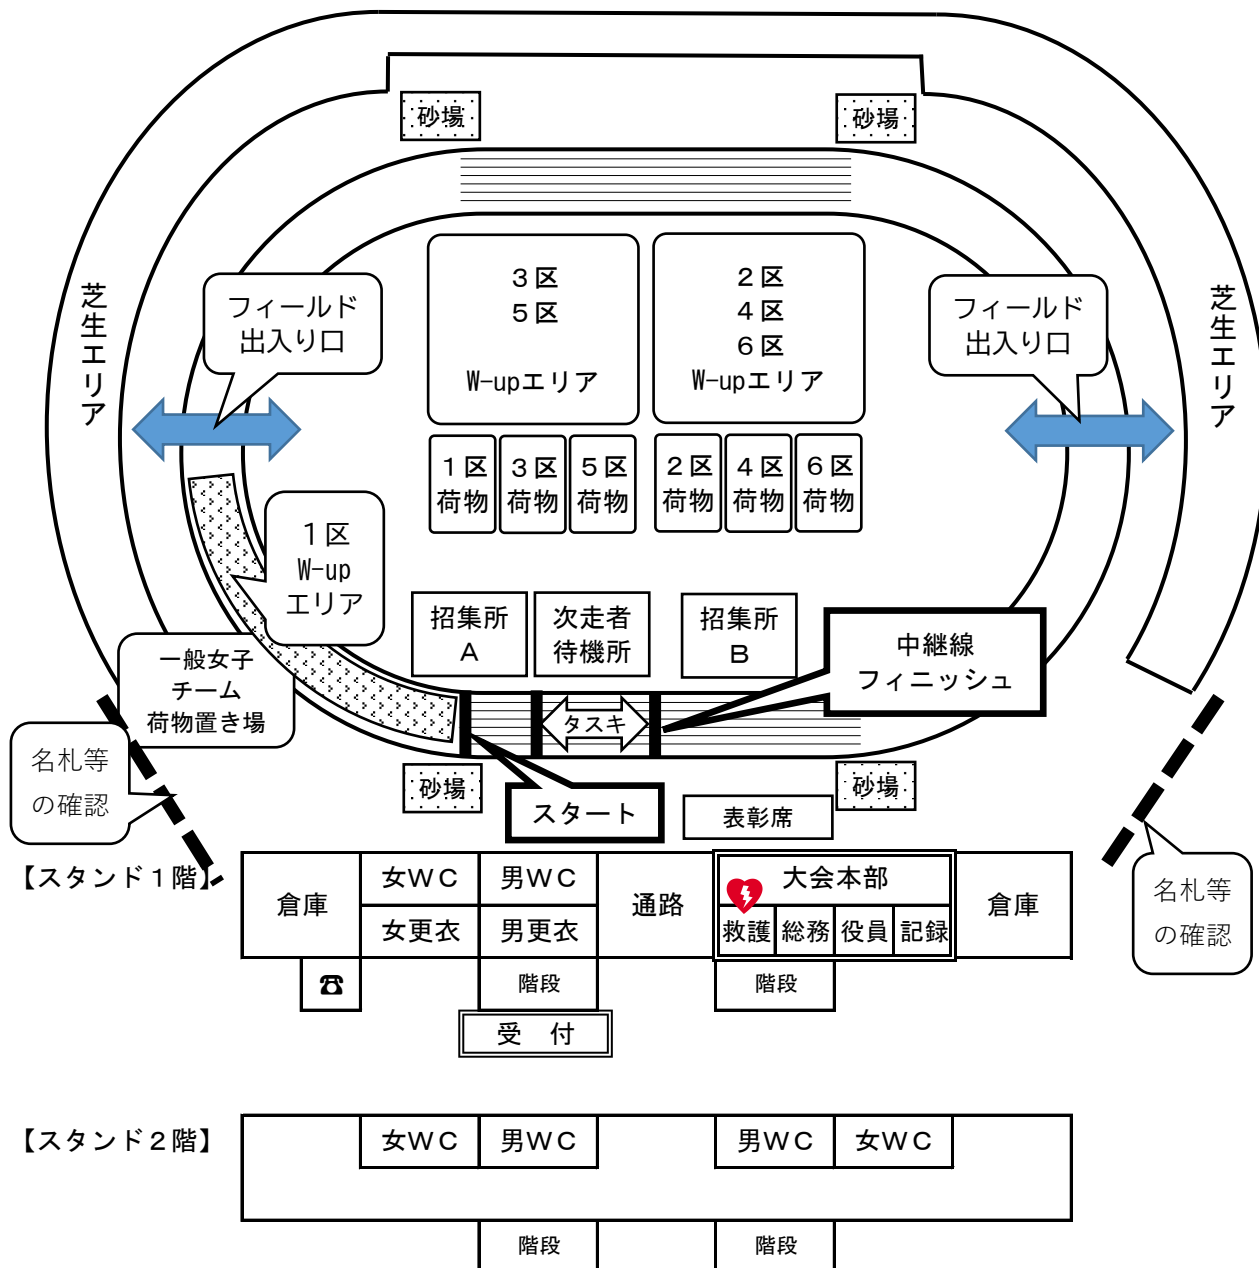 砂場
砂場
芝生エリア
フィールド
出入り口
３区
５区
W-upエリア
２区
４区
６区
W-upエリア
フィールド
出入り口
芝生エリア
１区
荷物
３区
荷物
５区
荷物
２区
荷物
４区
荷物
６区
荷物
１区
W-up
エリア
招集所
Ａ
次走者
待機所
招集所
Ｂ
中継線
フィニッシュ
一般女子
チーム
荷物置き場
タスキ
名札等
の確認
砂場
スタート
表彰席
砂場
【スタンド１階】
倉庫
女ＷＣ
男ＷＣ
女更衣
男更衣
通路
大会本部
救護
総務
役員
記録
倉庫
名札等
の確認
☎
階段
階段
受　付
【スタンド２階】
女ＷＣ
男ＷＣ
男ＷＣ
女ＷＣ
階段
階段